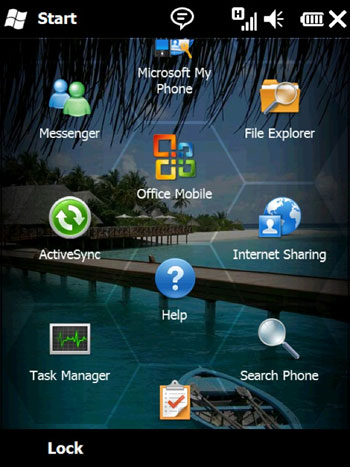 Start
H
Microsoft My
Phone
Messenger
File Explorer
Office Mobile
ActiveSync
Internet Sharing
?
Help
Task Manager
Search Phone
Lock